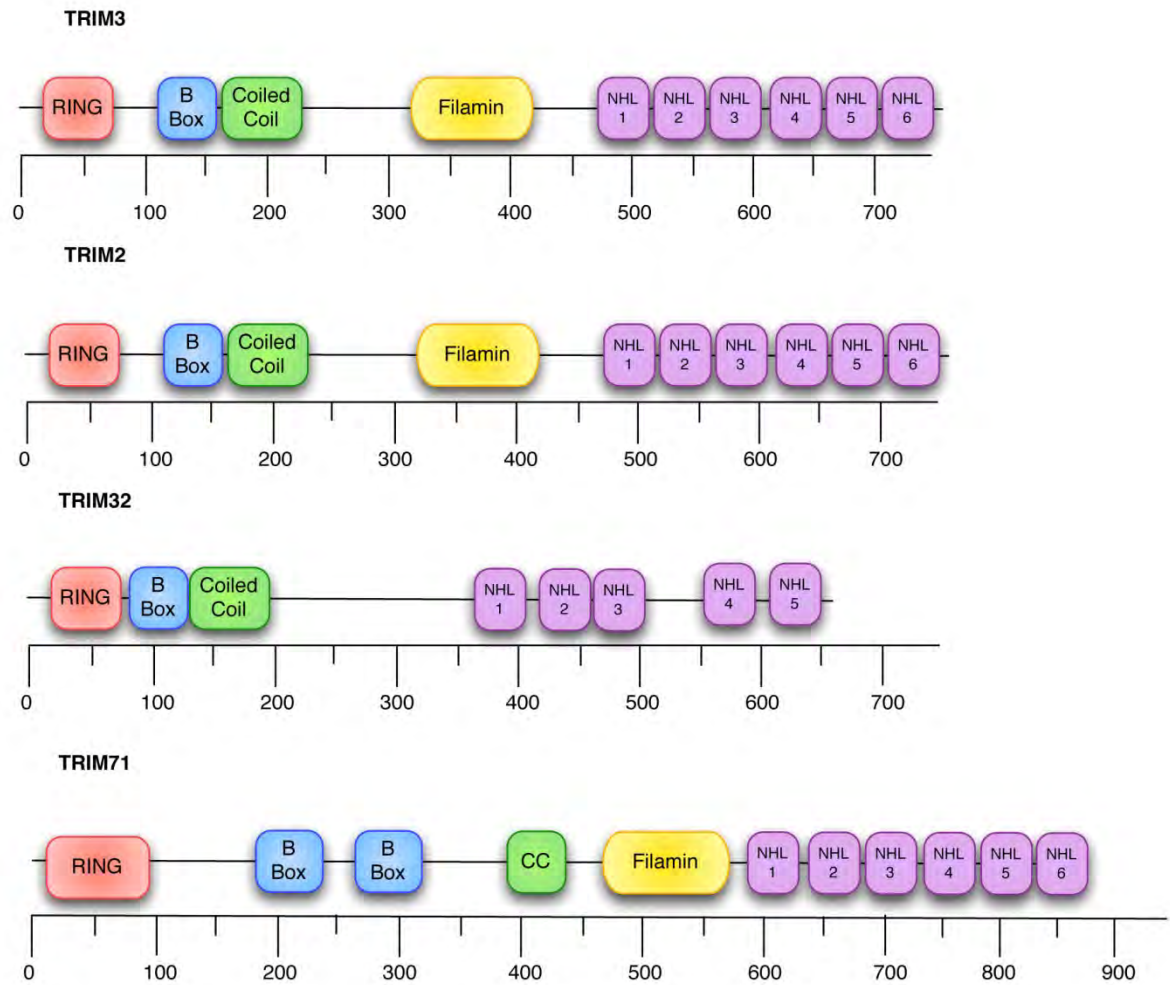 TRIM3
RING
B
Box
Coiled
Coil
Filamin
NHL
1
NHL
2
NHL
3
NHL
4
NHL
5
NHL
6
0 100 200 300 400 500 600 700
TRIM2
RING
B
Box
Coiled
Coil
Filamin
NHL
1
NHL
2
NHL
3
NHL
4
NHL
5
NHL
6
0 100 200 300 400 500 600 700
TRIM32
RING
B
Box
Coiled
Coil
NHL
1
NHL
2
NHL
3
NHL
4
NHL
5
0 100 200 300 400 500 600 700
TRIM71
RING
B
Box
B
Box
CC
Filamin
NHL
1
NHL
2
NHL
3
NHL
4
NHL
5
NHL
6
0 100 200 300 400 500 600 700 800 900